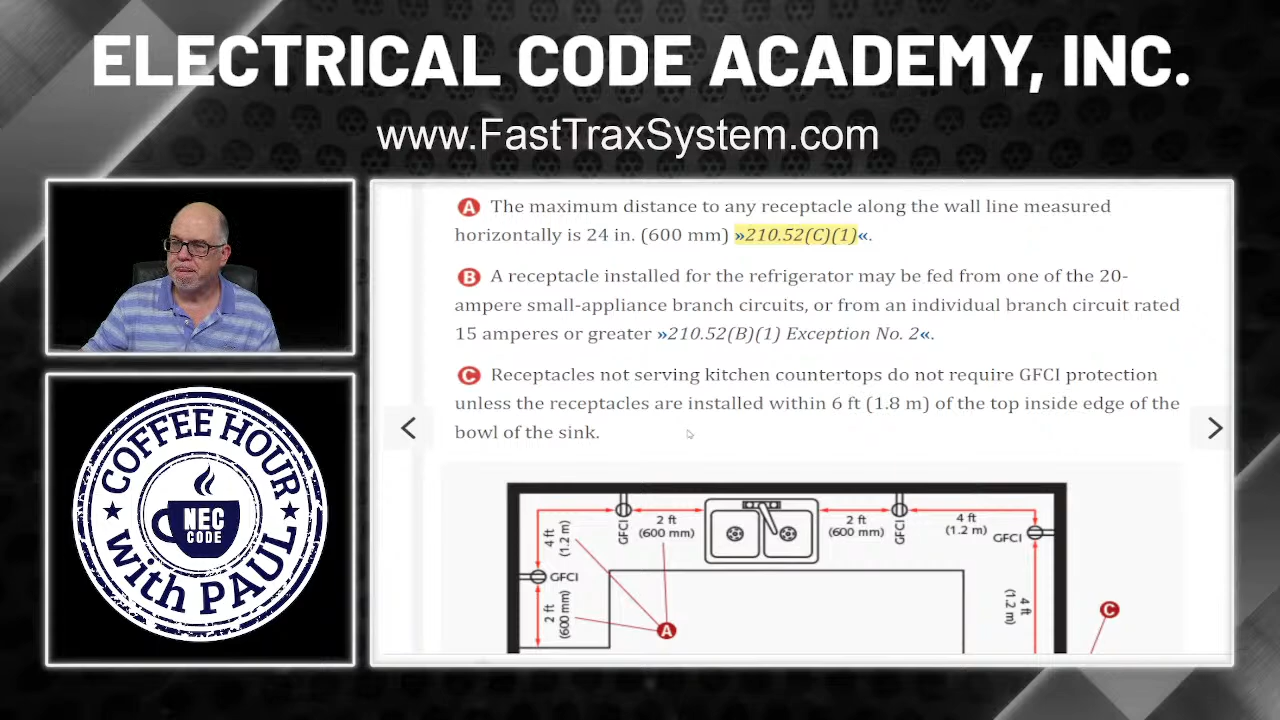 ELECTRICAL CODE ACADEMY, INC.
www.FastTraxSystem.com
A The maximum distance to any receptacle along the wall line measured
horizontally is 24 in. (600 mm) »210.52(C)(1)«.
B A receptacle installed for the refrigerator may be fed from one of the 20-
ampere small-appliance branch circuits, or from an individual branch circuit rated
15 amperes or greater »210.52(B)(1) Exception No. 2«.
C Receptacles not serving kitchen countertops do not require GFCI protection
unless the receptacles are installed within 6 ft (1.8 m) of the top inside edge of the
bowl of the sink.
4 ft
(1.2 m)
GFCI
2 ft
(600 mm)
2 ft
(600 mm)
GFCI
4 ft
(1.2 m)
GFCI
GFCI
2 ft
(600 mm)
A
4 ft
(1.2 m)
C
COFFEE HOUR
NEC
CODE
with PAUL